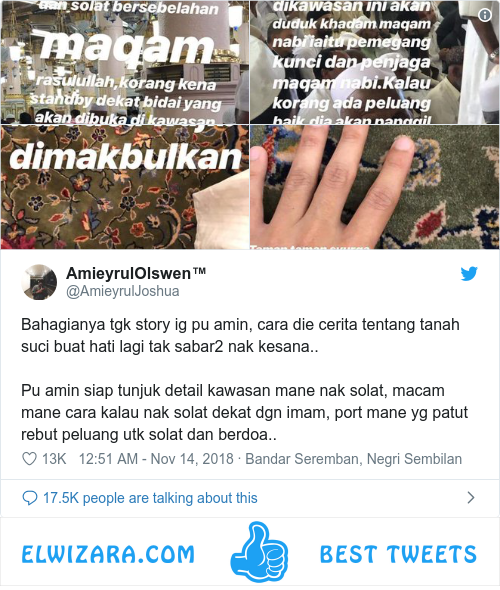 dan solat bersebelahan
maqam
rasulullah,korang kena
standby dekat bidai yang
akan dibuka di kawasan
dikawasan ini akan
duduk khadam maqam
nabi iaitu pemegang
kunci dan penjaga
maqam nabi.Kalau
korang ada peluang
baik dia akan panggil
dimakbulkan
Taman taman syurga
AmieyrulOlswen™
@AmieyrulJoshua
Bahagianya tgk story ig pu amin, cara die cerita tentang tanah
suci buat hati lagi tak sabar2 nak kesana..
Pu amin siap tunjuk detail kawasan mane nak solat, macam
mane cara kalau nak solat dekat dgn imam, port mane yg patut
rebut peluang utk solat dan berdoa..
13K 12:51 AM - Nov 14, 2018 · Bandar Seremban, Negri Sembilan
17.5K people are talking about this
ELWIZARA.COM BEST TWEETS